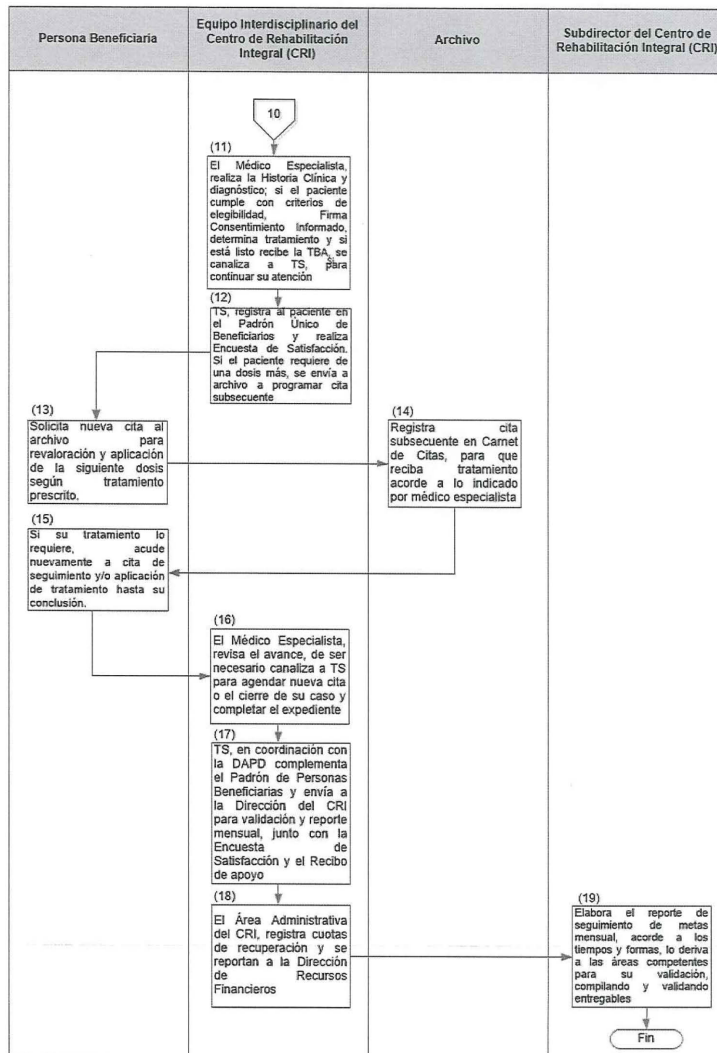 Persona Beneficiaria
Equipo Interdisciplinario del
Centro de Rehabilitación
Integral (CRI)
Archivo
Subdirector del Centro de
Rehabilitación Integral (CRI)
10
(11)
El Médico Especialista,
realiza la Historia Clínica y
diagnóstico; si el paciente
cumple con criterios de
elegibilidad, Firma
Consentimiento Informado,
determina tratamiento y si
está listo recibe la TBA, se
canaliza a TS, para
continuar su atención
(12)
TS, registra al paciente en
el Padrón Único de
Beneficiarios y realiza
Encuesta de Satisfacción.
Si el paciente requiere de
una dosis más, se envía a
archivo a programar cita
subsecuente
(13)
Solicita nueva cita al
archivo para
revaloración y aplicación
de la siguiente dosis
según tratamiento
prescrito.
(14)
Registra cita
subsecuente en Carnet
de Citas, para que
reciba tratamiento
acorde a lo indicado
por médico especialista
(15)
Si su tratamiento lo
requiere, acude
nuevamente a cita de
seguimiento y/o aplicación
de tratamiento hasta su
conclusión.
(16)
El Médico Especialista,
revisa el avance, de ser
necesario canaliza a TS
para agendar nueva cita
o el cierre de su caso y
completar el expediente
(17)
TS, en coordinación con
la DAPD complementa
el Padrón de Personas
Beneficiarias y envía a
la Dirección del CRI
para validación y reporte
mensual, junto con la
Encuesta de
Satisfacción y el Recibo
de apoyo
(18)
El Área Administrativa
del CRI, registra cuotas
de recuperación y se
reportan a la Dirección
de Recursos
Financieros
(19)
Elabora el reporte de
seguimiento de metas
mensual, acorde a los
tiempos y formas, lo deriva
a las áreas competentes
para su validación,
compilando y validando
entregables
Fin